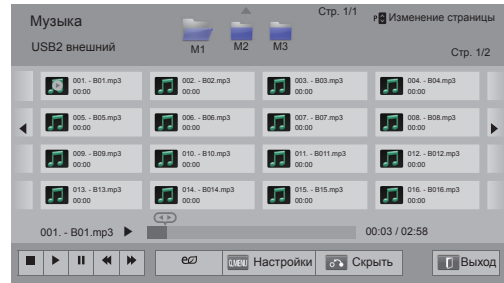 Музыка
Стр. 1/1
P Изменение страницы
USB2 внешний
M1 M2 M3
Стр. 1/2
001. - B01.mp3
00:00
002. - B02.mp3
00:00
003. - B03.mp3
00:00
004. - B04.mp3
00:00
005. - B05.mp3
00:00
006. - B06.mp3
00:00
007. - B07.mp3
00:00
008. - B08.mp3
00:00
009. - B09.mp3
00:00
010. - B10.mp3
00:00
011. - B011.mp3
00:00
012. - B012.mp3
00:00
013. - B13.mp3
00:00
014. - B014.mp3
00:00
015. - B15.mp3
00:00
016. - B016.mp3
00:00
001. - B01.mp3
00:03 / 02:58
Q.MENU Настройки Скрыть Выход